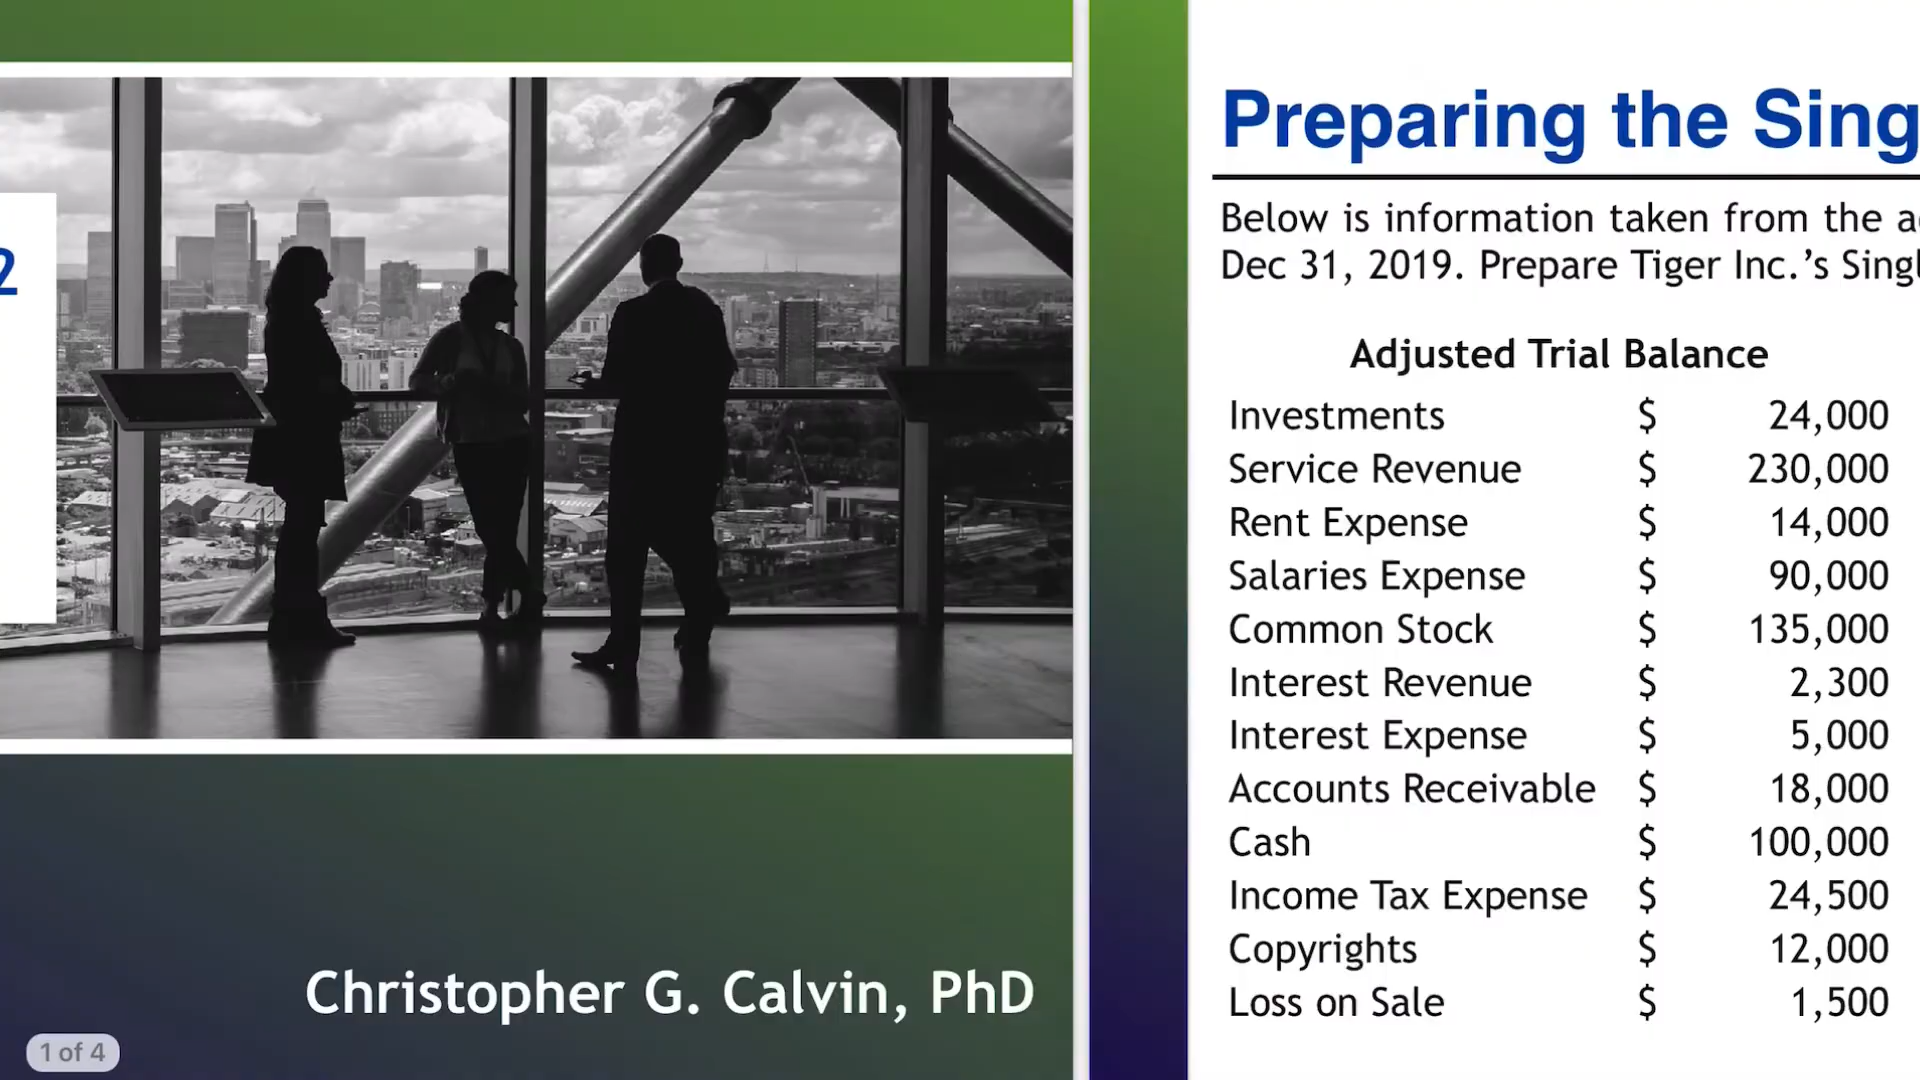 2
Christopher G. Calvin, PhD
1 of 4
Preparing the Sing
Below is information taken from the a
Dec 31, 2019. Prepare Tiger Inc.’s Singl
Adjusted Trial Balance
Investments $ 24,000
Service Revenue $ 230,000
Rent Expense $ 14,000
Salaries Expense $ 90,000
Common Stock $ 135,000
Interest Revenue $ 2,300
Interest Expense $ 5,000
Accounts Receivable $ 18,000
Cash $ 100,000
Income Tax Expense $ 24,500
Copyrights $ 12,000
Loss on Sale $ 1,500